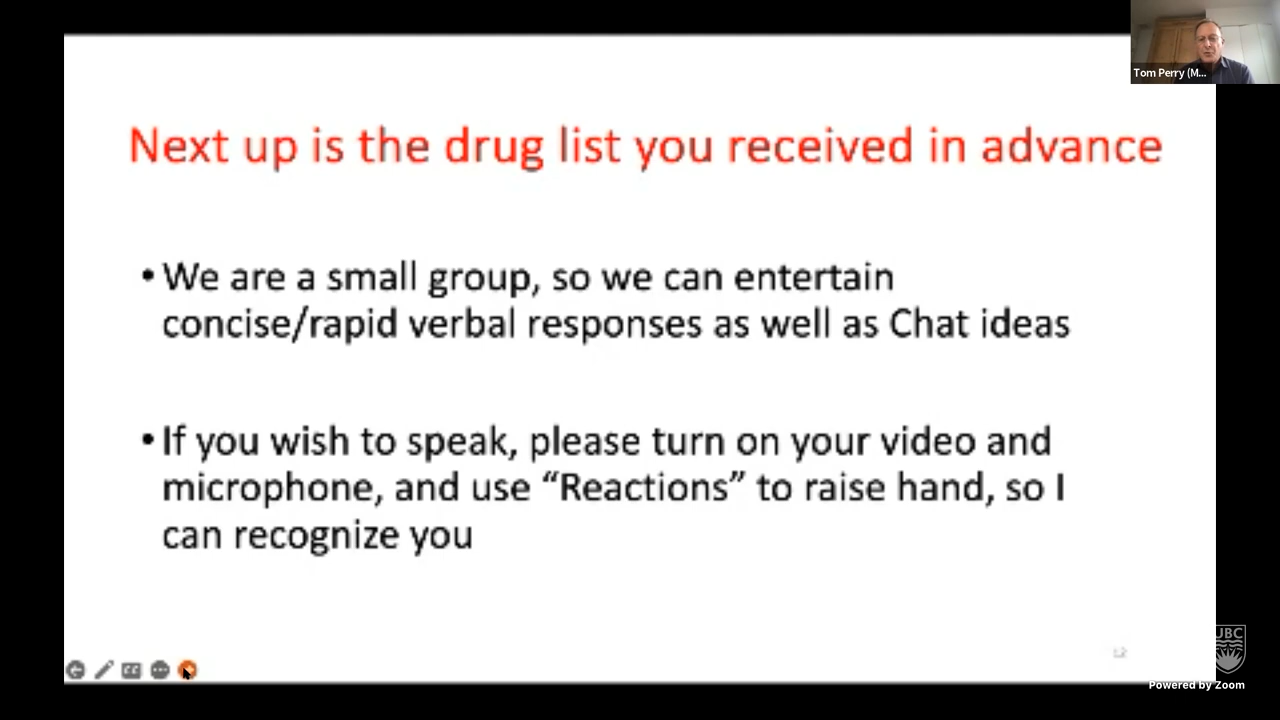 Tom Perry (M...
Next up is the drug list you received in advance
• We are a small group, so we can entertain
concise/rapid verbal responses as well as Chat ideas
• If you wish to speak, please turn on your video and
microphone, and use “Reactions” to raise hand, so I
can recognize you
12
UBC
Powered by Zoom